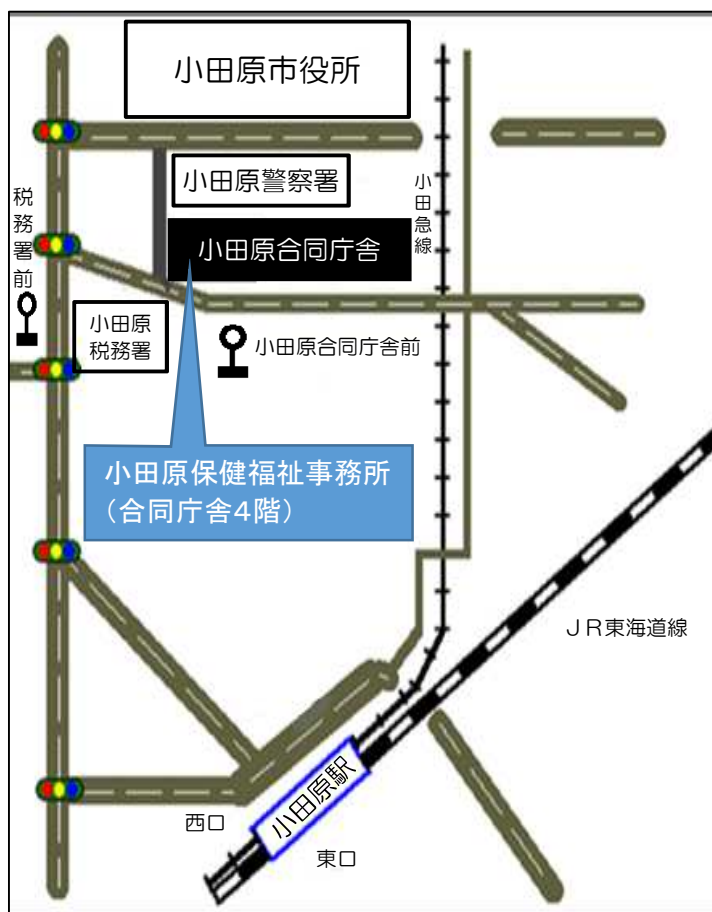 小田原市役所
小田原警察署
小田原合同庁舎
小田急線
税務署前
小田原
税務署
小田原合同庁舎前
小田原保健福祉事務所
（合同庁舎4階）
ＪＲ東海道線
小田原駅
西口
東口